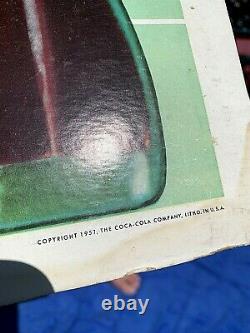 COPYRIGHT 1957, THE COCA-COLA COMPANY, LITHO. IN U.S.A.